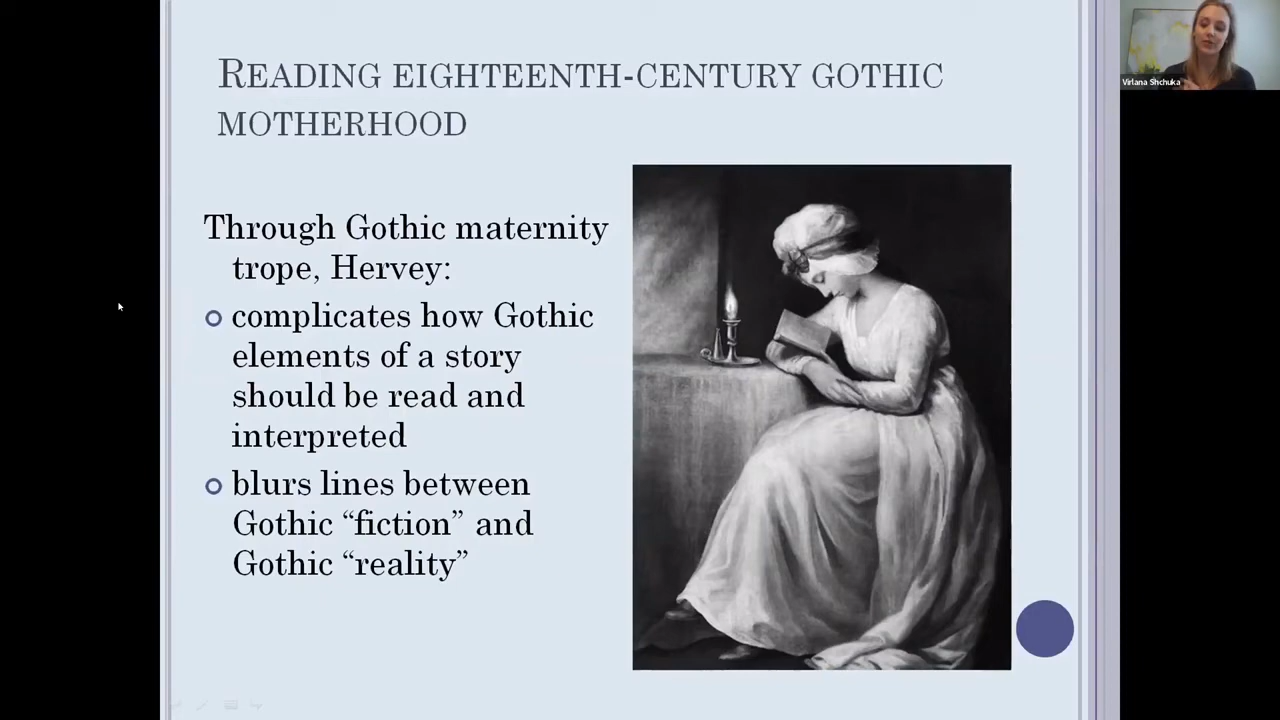 READING EIGHTEENTH-CENTURY GOTHIC
MOTHERHOOD
Through Gothic maternity
trope, Hervey:
complicates how Gothic
elements of a story
should be read and
interpreted
blurs lines between
Gothic “fiction” and
Gothic “reality”
Virlana Shchuka